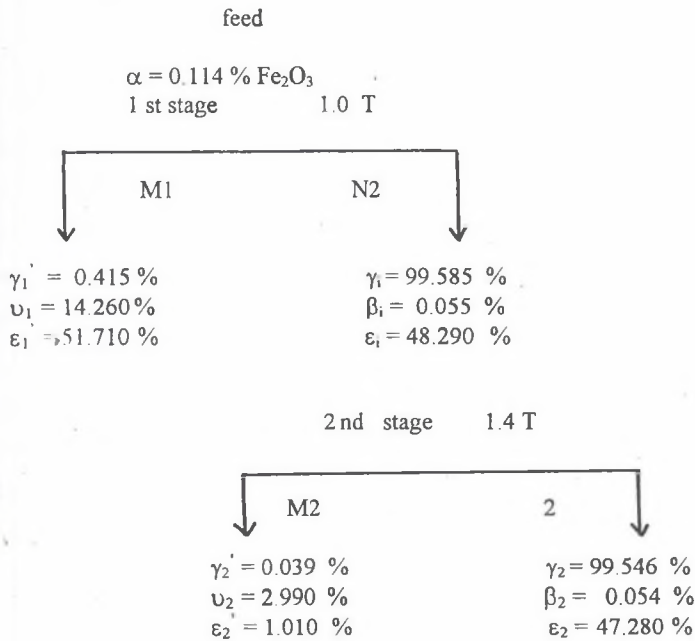 feed
α = 0.114 % Fe₂O₃
1 st stage 1.0 T
M1 N2
γ₁' = 0.415 % γᵢ = 99.585 %
υ₁ = 14.260% βᵢ = 0.055 %
ε₁' = 51.710 % εᵢ = 48.290 %
2 nd stage 1.4 T
M2 2
γ₂' = 0.039 % γ₂ = 99.546 %
υ₂ = 2.990 % β₂ = 0.054 %
ε₂' = 1.010 % ε₂ = 47.280 %